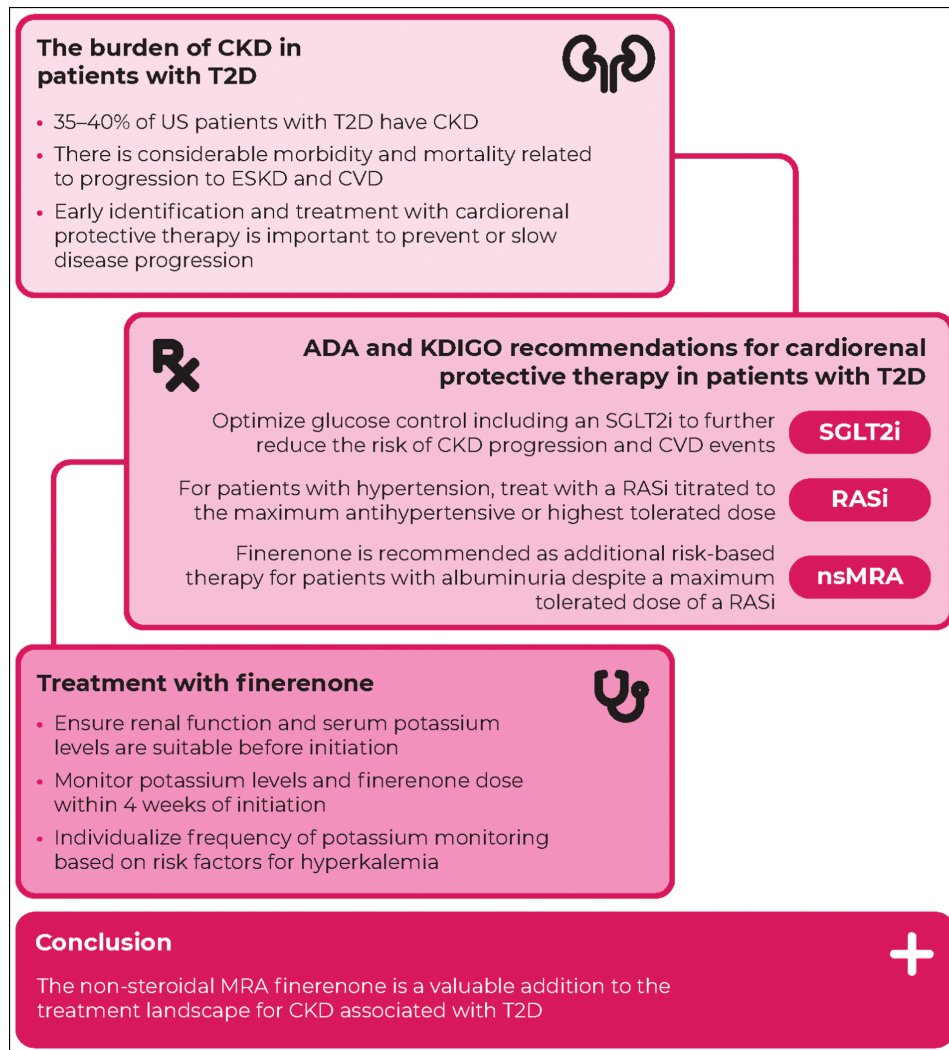 The burden of CKD in
patients with T2D
• 35–40% of US patients with T2D have CKD
• There is considerable morbidity and mortality related
to progression to ESKD and CVD
• Early identification and treatment with cardiorenal
protective therapy is important to prevent or slow
disease progression
Rx
ADA and KDIGO recommendations for cardiorenal
protective therapy in patients with T2D
Optimize glucose control including an SGLT2i to further
reduce the risk of CKD progression and CVD events
SGLT2i
For patients with hypertension, treat with a RASi titrated to
the maximum antihypertensive or highest tolerated dose
RASi
Finerenone is recommended as additional risk-based
therapy for patients with albuminuria despite a maximum
tolerated dose of a RASi
nsMRA
Treatment with finerenone
• Ensure renal function and serum potassium
levels are suitable before initiation
• Monitor potassium levels and finerenone dose
within 4 weeks of initiation
• Individualize frequency of potassium monitoring
based on risk factors for hyperkalemia
Conclusion
The non-steroidal MRA finerenone is a valuable addition to the
treatment landscape for CKD associated with T2D